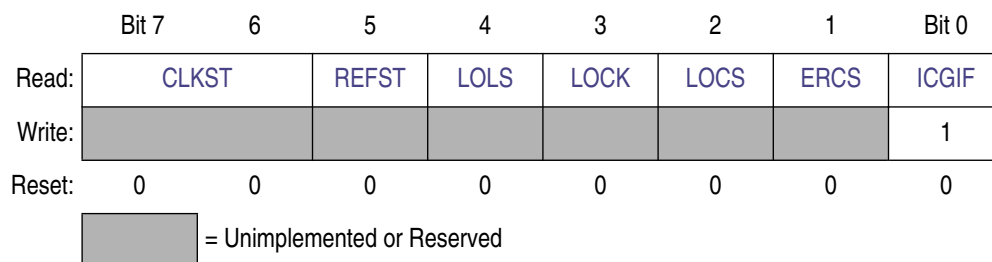 Bit 7 6 5 4 3 2 1 Bit 0
Read: CLKST REFST LOLS LOCK LOCS ERCS ICGIF
Write: 1
Reset: 0 0 0 0 0 0 0 0
= Unimplemented or Reserved